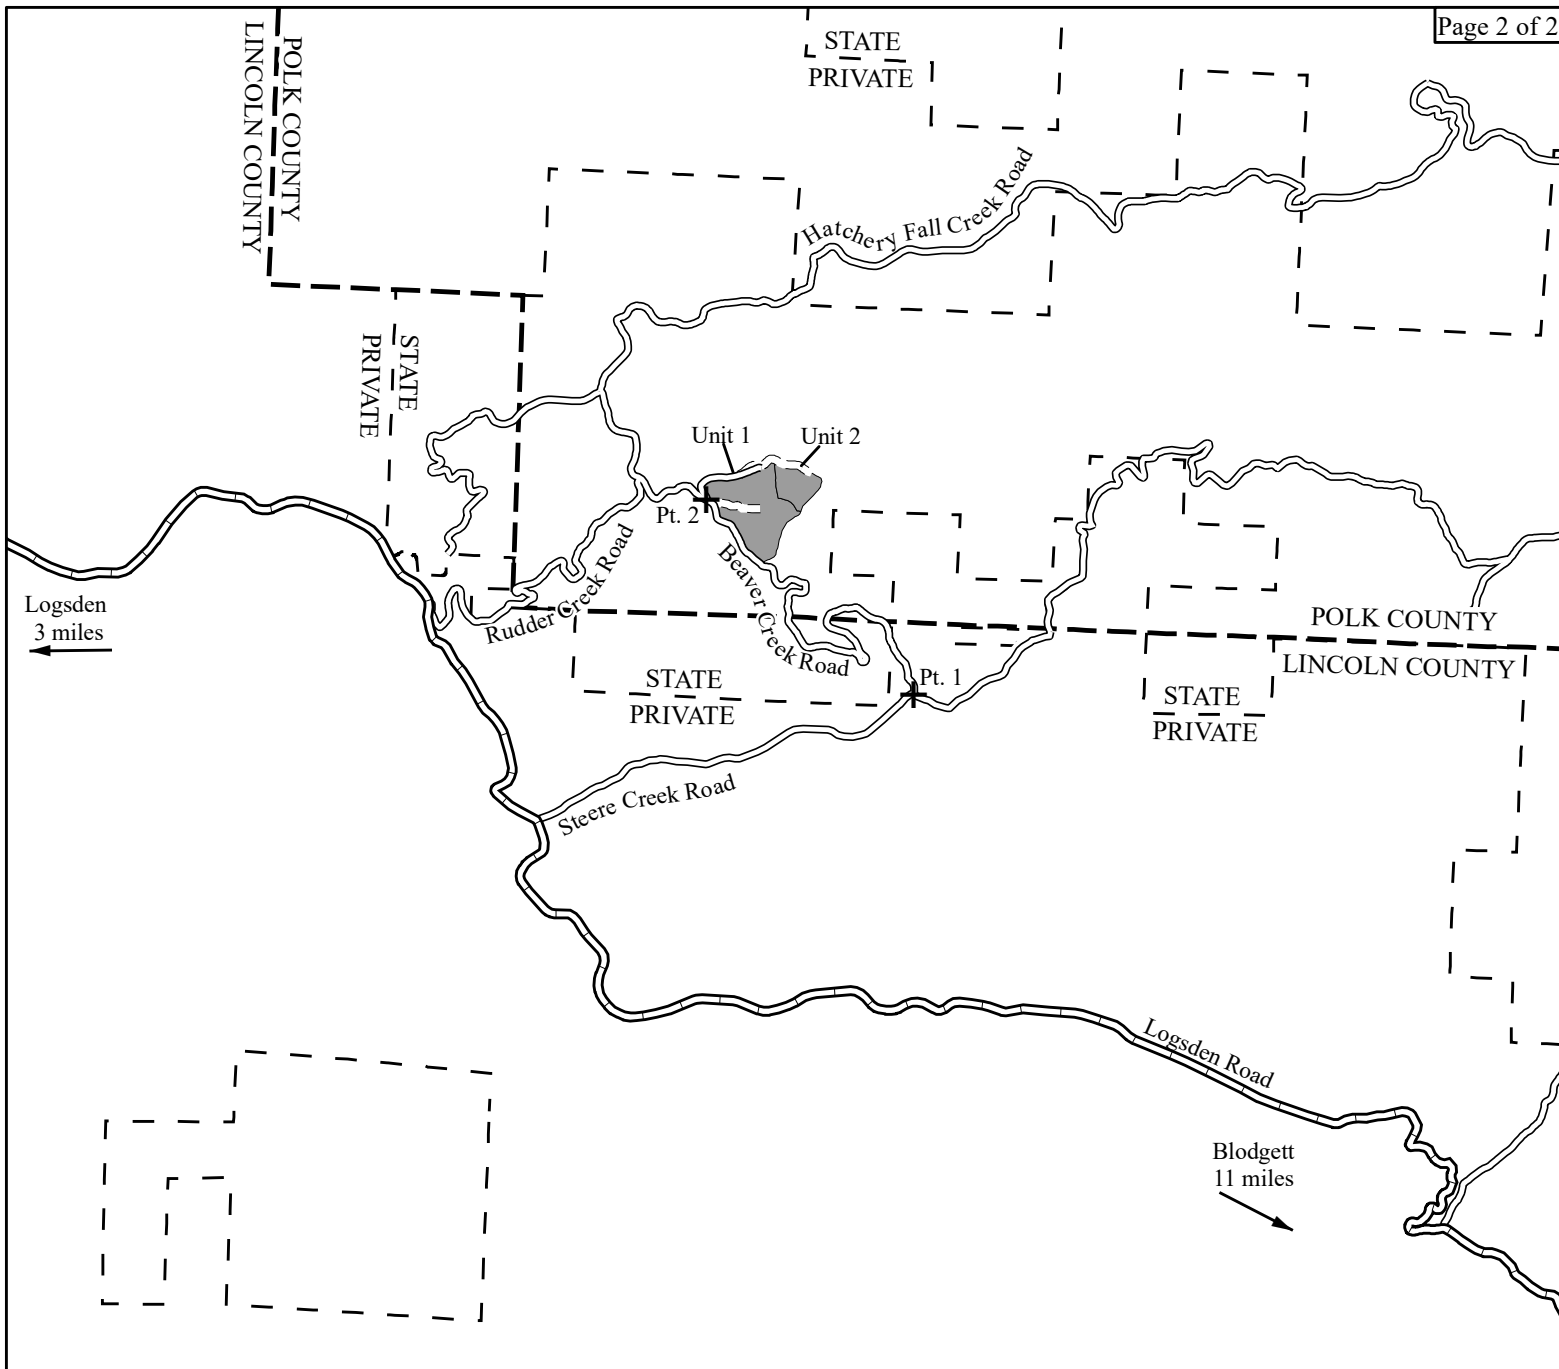 Page 2 of 2
POLK COUNTY
LINCOLN COUNTY
STATE
PRIVATE
Hatchery Fall Creek Road
STATE
PRIVATE
Unit 1
Unit 2
Pt. 2
Beaver Creek Road
Rudder Creek Road
Logsden
3 miles
POLK COUNTY
LINCOLN COUNTY
STATE
PRIVATE
Pt. 1
STATE
PRIVATE
Steere Creek Road
Logsden Road
Blodgett
11 miles